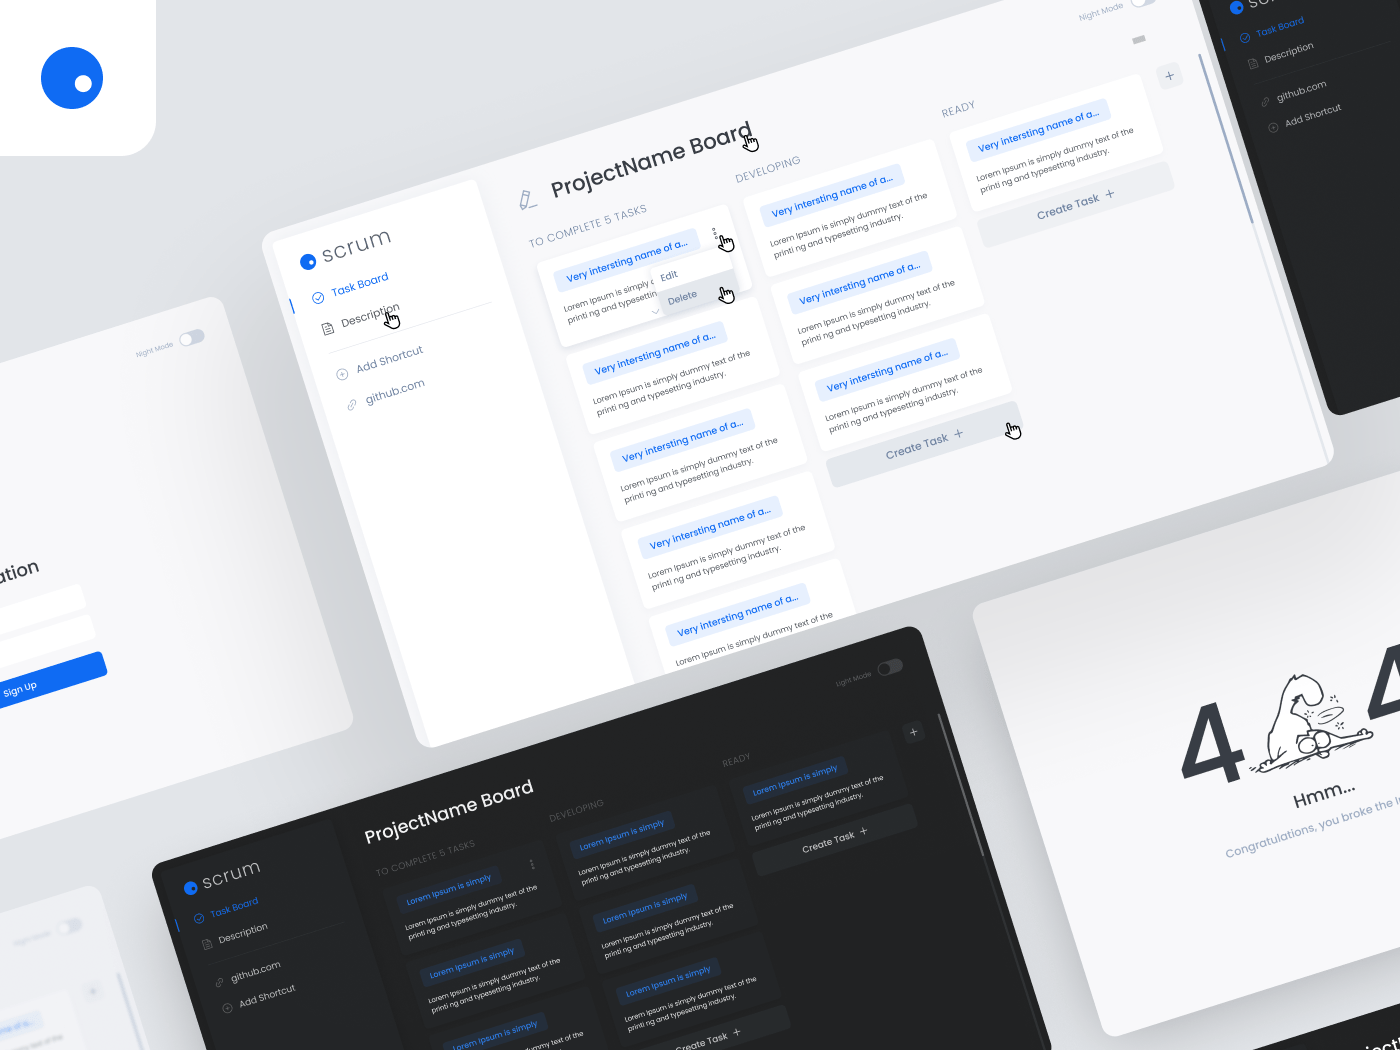 Night Mode
scrum
Task Board
Description
Add Shortcut
github.com
ProjectName Board
TO COMPLETE 5 TASKS
Very intersting name of a...
Lorem Ipsum is simply
printi ng and typesettin
Edit
Delete
Very intersting name of a...
Lorem Ipsum is simply dummy text of the
printi ng and typesetting industry.
Very intersting name of a...
Lorem Ipsum is simply dummy text of the
printi ng and typesetting industry.
Very intersting name of a...
Lorem Ipsum is simply dummy text of the
printi ng and typesetting industry.
Very intersting name of a...
Lorem Ipsum is simply dummy text of the
DEVELOPING
Very intersting name of a...
Lorem Ipsum is simply dummy text of the
printi ng and typesetting industry.
Very intersting name of a...
Lorem Ipsum is simply dummy text of the
printi ng and typesetting industry.
Very intersting name of a...
Lorem Ipsum is simply dummy text of the
printi ng and typesetting industry.
Create Task +
READY
Very intersting name of a...
Lorem Ipsum is simply dummy text of the
printi ng and typesetting industry.
Create Task +
Task Board
Description
github.com
Add Shortcut
Night Mode
ation
Sign Up
Light Mode
scrum
Task Board
Description
github.com
Add Shortcut
ProjectName Board
TO COMPLETE 5 TASKS
Lorem Ipsum is simply
Lorem Ipsum is simply dummy text of the
printi ng and typesetting industry.
Lorem Ipsum is simply
Lorem Ipsum is simply dummy text of the
printi ng and typesetting industry.
Lorem Ipsum is simply
dummy text of the
DEVELOPING
Lorem Ipsum is simply
Lorem Ipsum is simply dummy text of the
printi ng and typesetting industry.
Lorem Ipsum is simply
Lorem Ipsum is simply dummy text of the
printi ng and typesetting industry.
Lorem Ipsum is simply
Lorem Ipsum is simply dummy text of the
printi ng and typesetting industry.
Create Task +
READY
Lorem Ipsum is simply
Lorem Ipsum is simply dummy text of the
printi ng and typesetting industry.
Create Task +
4 4
Hmm...
Congratulations, you broke the